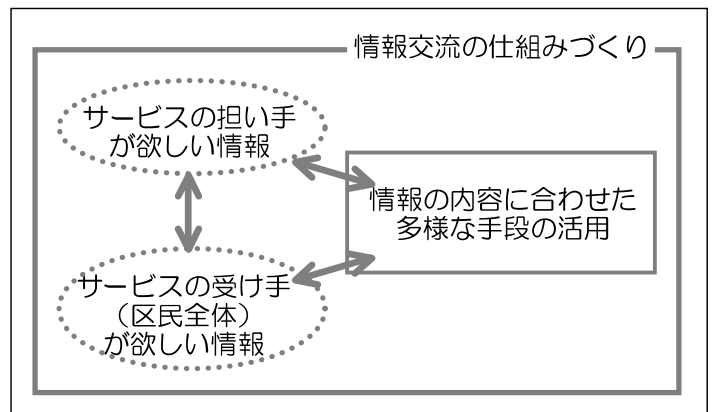 情報交流の仕組みづくり
サービスの担い手
が欲しい情報
情報の内容に合わせた
多様な手段の活用
サービスの受け手
（区民全体）
が欲しい情報